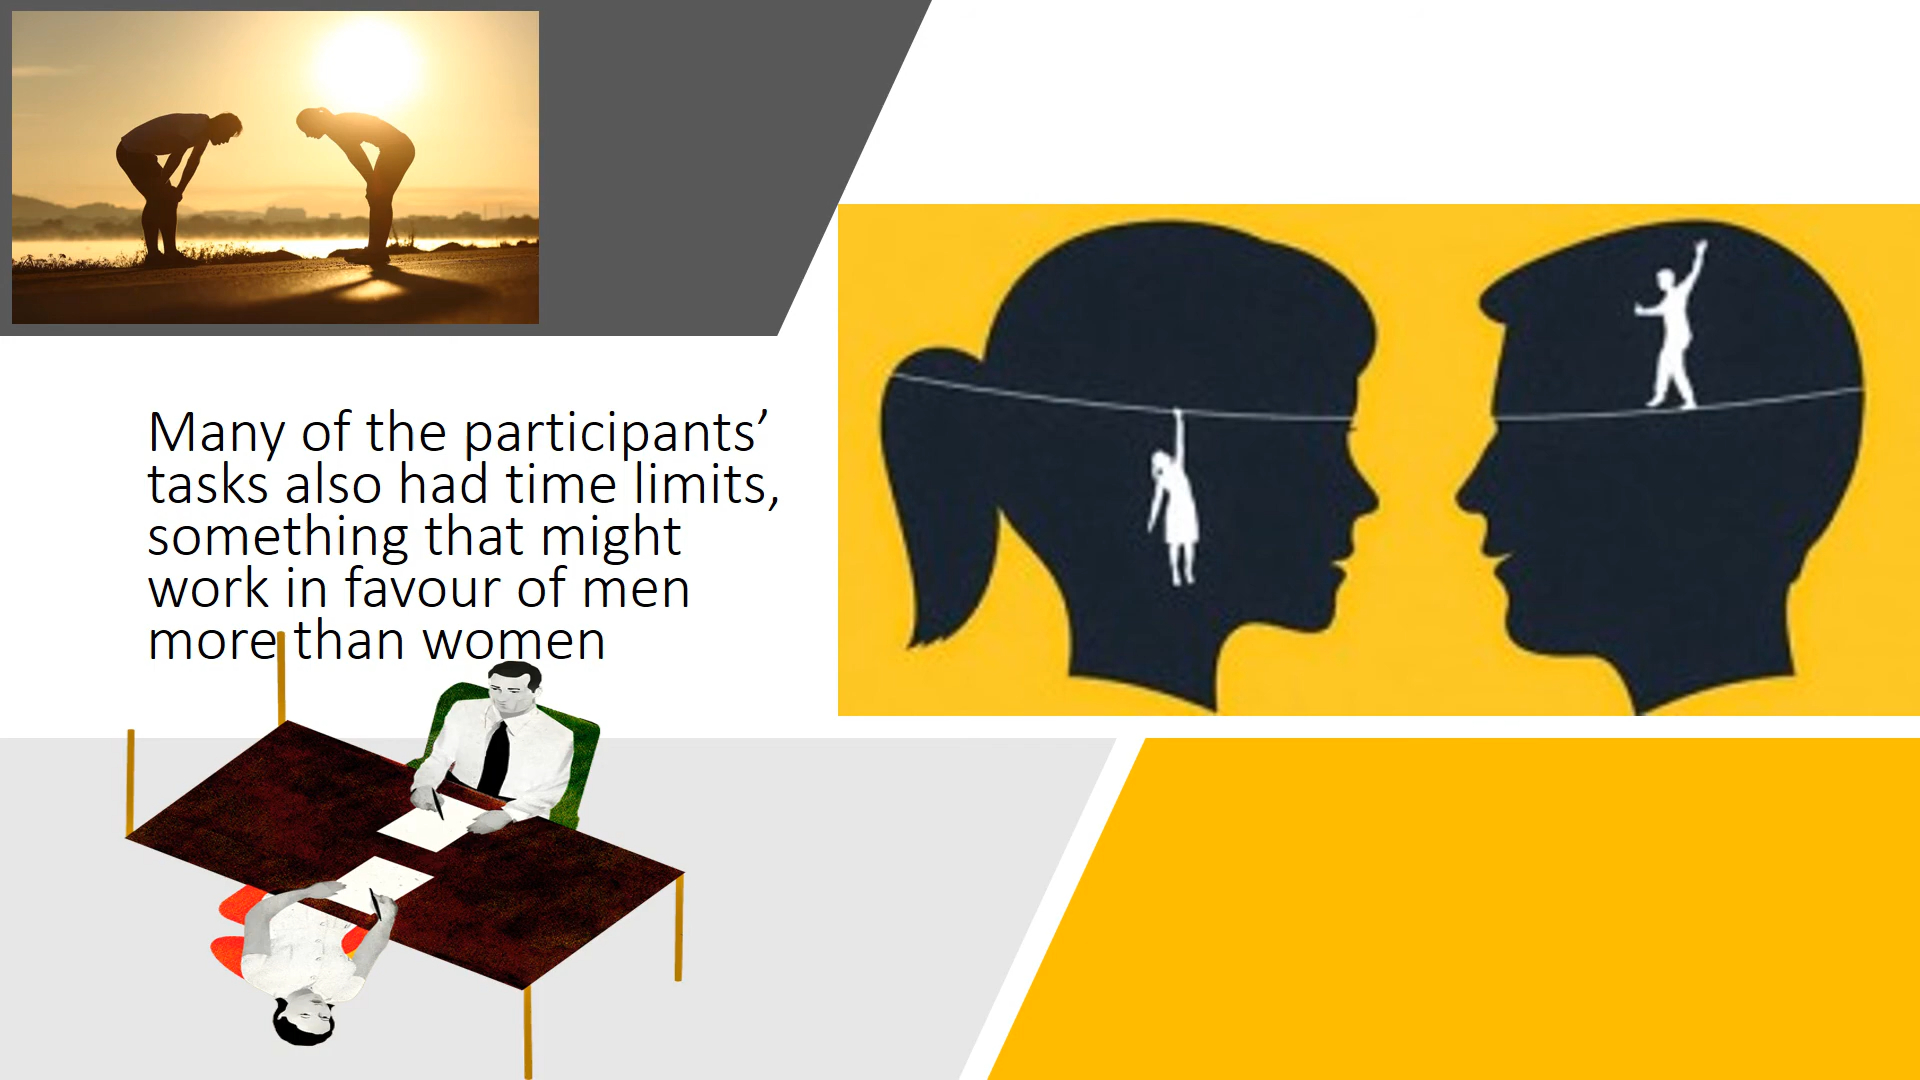 Many of the participants’
tasks also had time limits,
something that might
work in favour of men
more than women